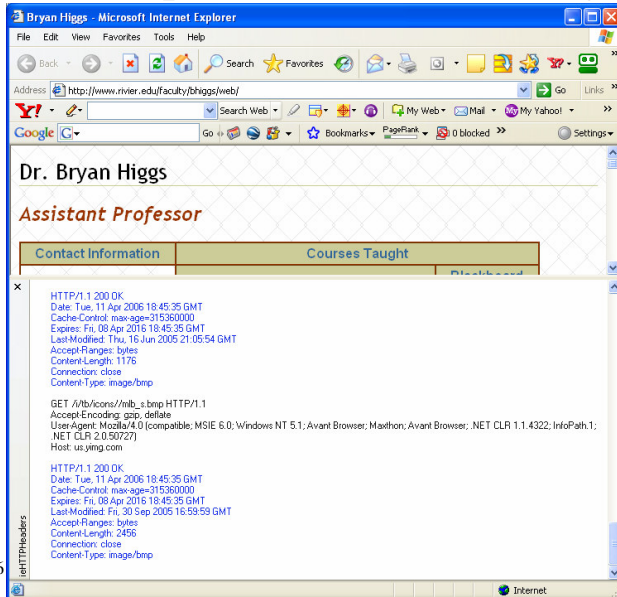 Bryan Higgs - Microsoft Internet Explorer
File Edit View Favorites Tools Help
Back Search Favorites
Address http://www.rivier.edu/faculty/bhiggs/web/ Go Links »
Y! Search Web My Web Mail My Yahoo! »
Google G Go Bookmarks PageRank 0 blocked » Settings
Dr. Bryan Higgs
Assistant Professor
Contact Information Courses Taught
Blackboard
HTTP/1.1 200 OK
Date: Tue, 11 Apr 2006 18:45:35 GMT
Cache-Control: max-age=315360000
Expires: Fri, 08 Apr 2016 18:45:35 GMT
Last-Modified: Thu, 16 Jun 2005 21:05:54 GMT
Accept-Ranges: bytes
Content-Length: 1176
Connection: close
Content-Type: image/bmp
GET /i/tb/icons//mlb_s.bmp HTTP/1.1
Accept-Encoding: gzip, deflate
User-Agent: Mozilla/4.0 (compatible; MSIE 6.0; Windows NT 5.1; Avant Browser; Maxthon; Avant Browser; .NET CLR 1.1.4322; InfoPath.1;
.NET CLR 2.0.50727)
Host: us.yimg.com
HTTP/1.1 200 OK
Date: Tue, 11 Apr 2006 18:45:35 GMT
Cache-Control: max-age=315360000
Expires: Fri, 08 Apr 2016 18:45:35 GMT
Last-Modified: Fri, 30 Sep 2005 16:59:59 GMT
Accept-Ranges: bytes
Content-Length: 2456
Connection: close
Content-Type: image/bmp
ieHTTPHeaders
Internet